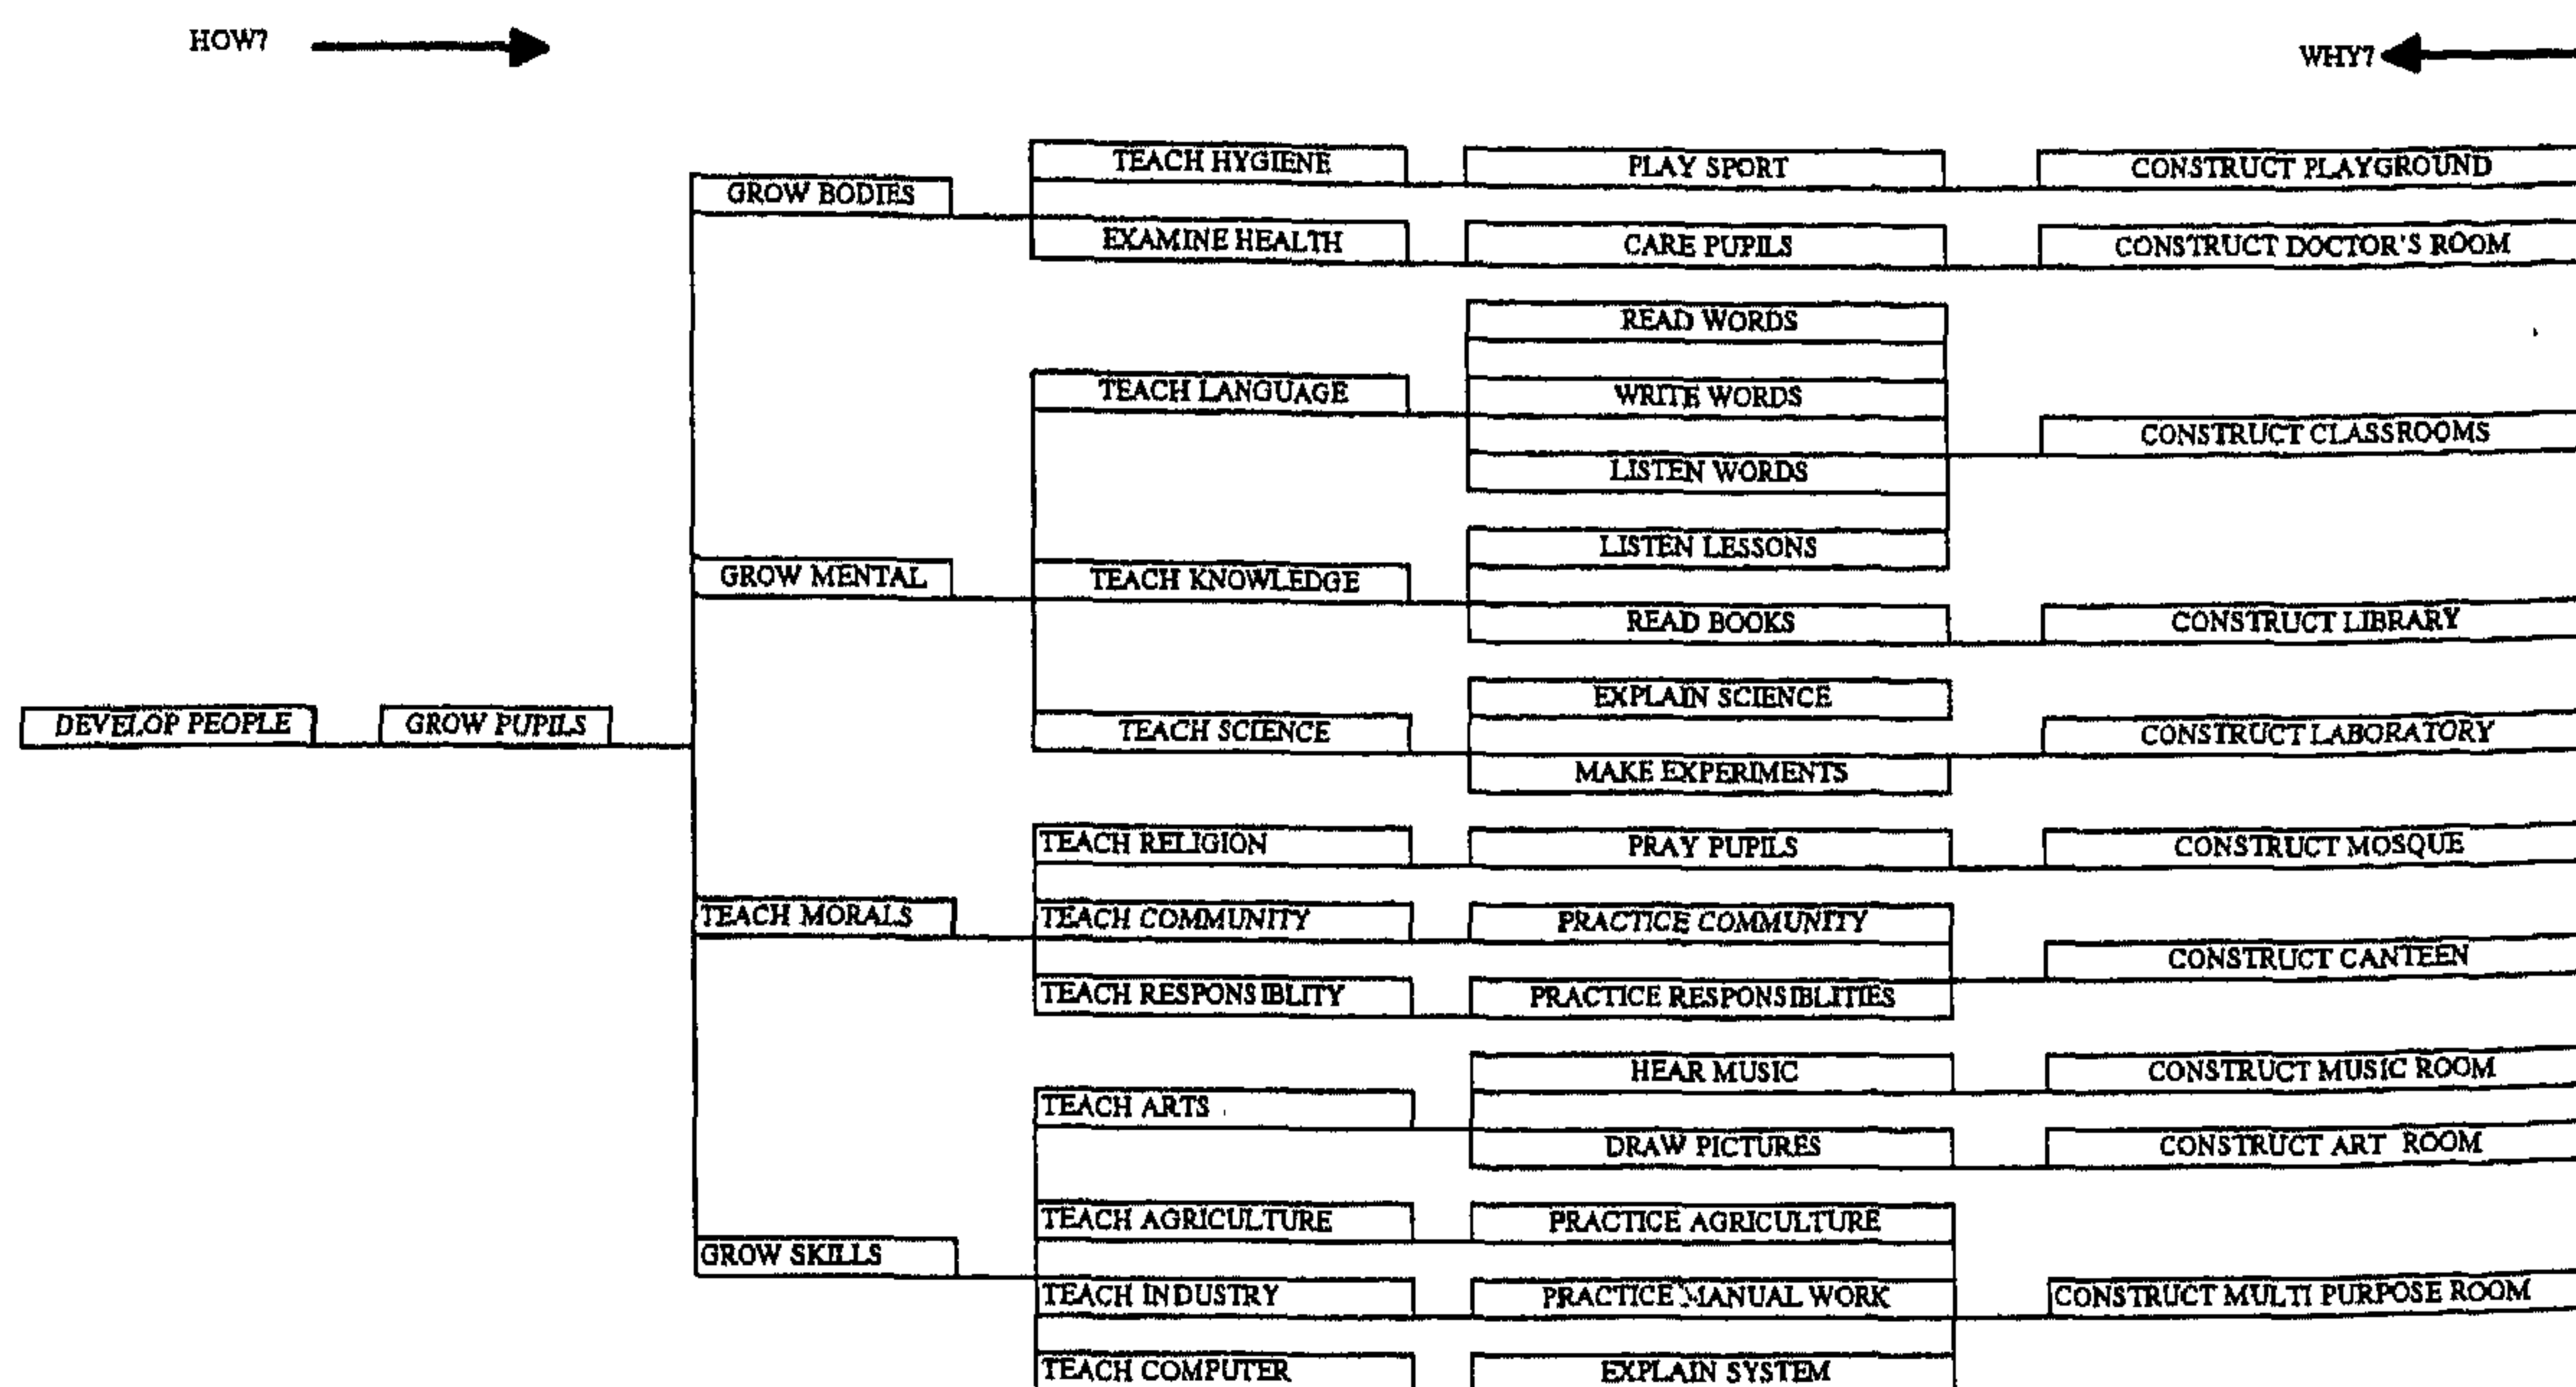 HOW?
WHY?
TEACH HYGIENE
PLAY SPORT
CONSTRUCT PLAYGROUND
GROW BODIES
EXAMINE HEALTH
CARE PUPILS
CONSTRUCT DOCTOR'S ROOM
READ WORDS
TEACH LANGUAGE
WRITE WORDS
CONSTRUCT CLASSROOMS
LISTEN WORDS
LISTEN LESSONS
GROW MENTAL
TEACH KNOWLEDGE
READ BOOKS
CONSTRUCT LIBRARY
EXPLAIN SCIENCE
DEVELOP PEOPLE
GROW PUPILS
TEACH SCIENCE
CONSTRUCT LABORATORY
MAKE EXPERIMENTS
TEACH RELIGION
PRAY PUPILS
CONSTRUCT MOSQUE
TEACH MORALS
TEACH COMMUNITY
PRACTICE COMMUNITY
CONSTRUCT CANTEEN
TEACH RESPONSIBLITY
PRACTICE RESPONSIBLITIES
HEAR MUSIC
CONSTRUCT MUSIC ROOM
TEACH ARTS
DRAW PICTURES
CONSTRUCT ART ROOM
TEACH AGRICULTURE
PRACTICE AGRICULTURE
GROW SKILLS
TEACH INDUSTRY
PRACTICE MANUAL WORK
CONSTRUCT MULTI PURPOSE ROOM
TEACH COMPUTER
EXPLAIN SYSTEM